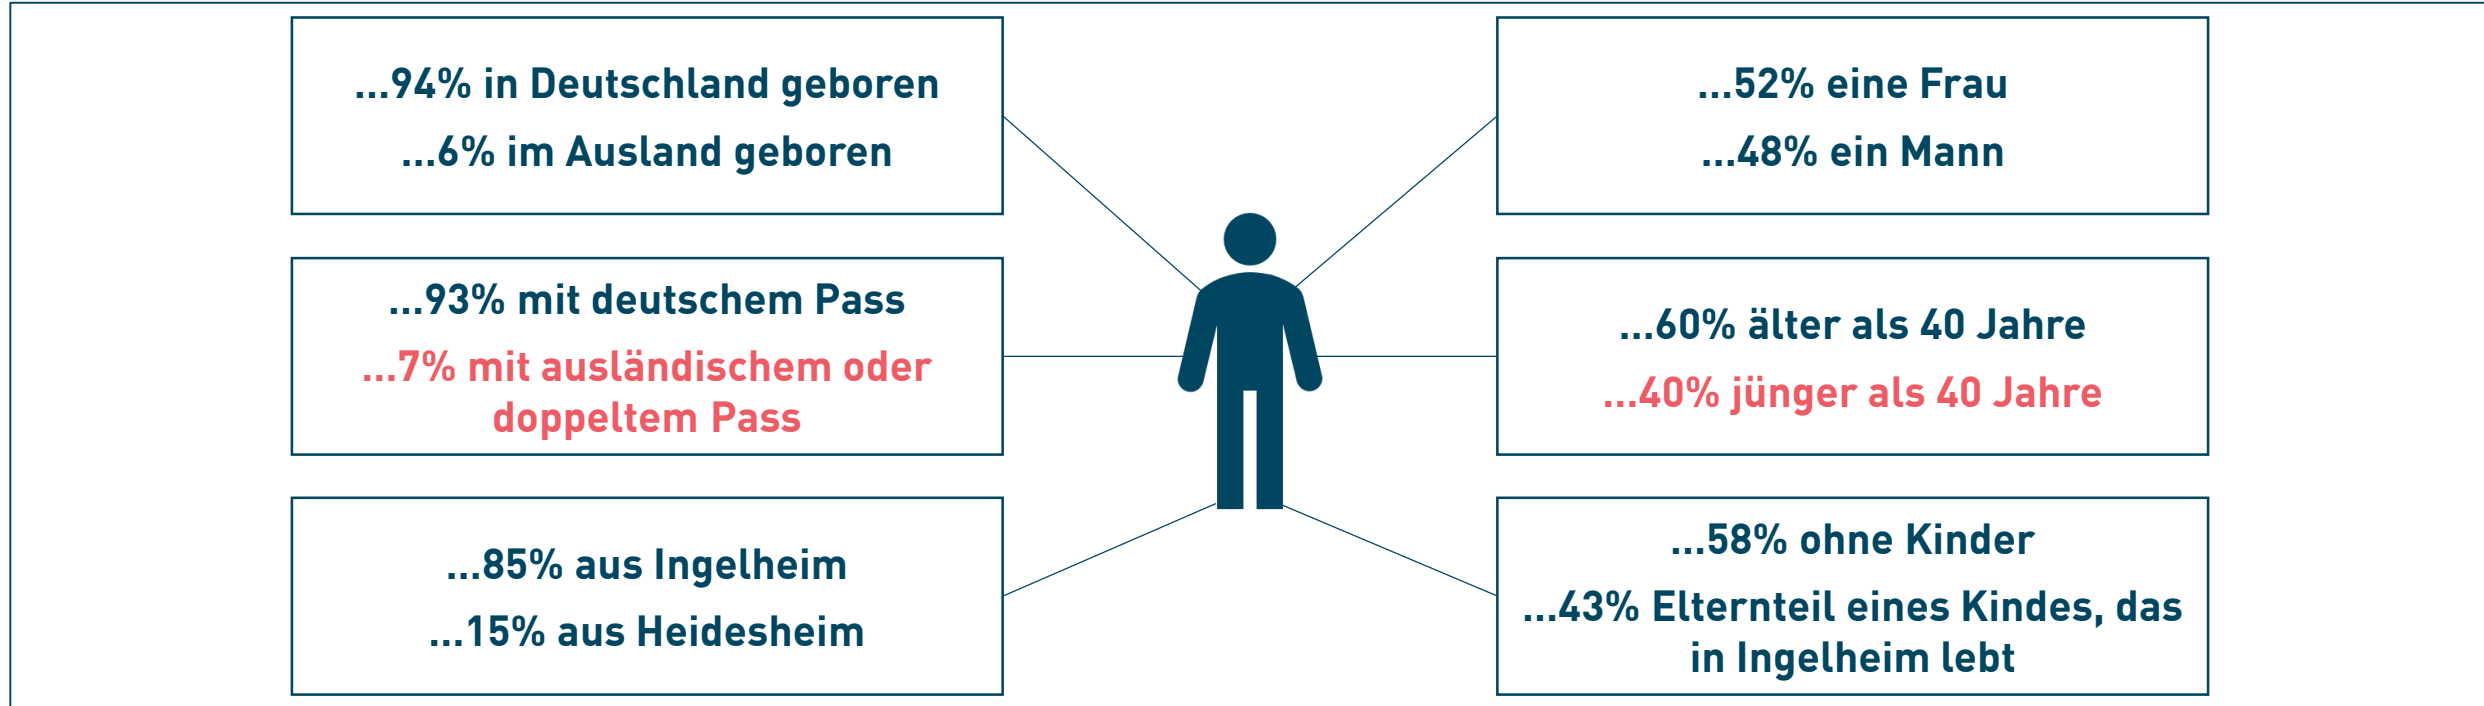 ...94% in Deutschland geboren
...6% im Ausland geboren
...93% mit deutschem Pass
...7% mit ausländischem oder
doppeltem Pass
...85% aus Ingelheim
...15% aus Heidesheim
...52% eine Frau
...48% ein Mann
...60% älter als 40 Jahre
...40% jünger als 40 Jahre
...58% ohne Kinder
...43% Elternteil eines Kindes, das
in Ingelheim lebt